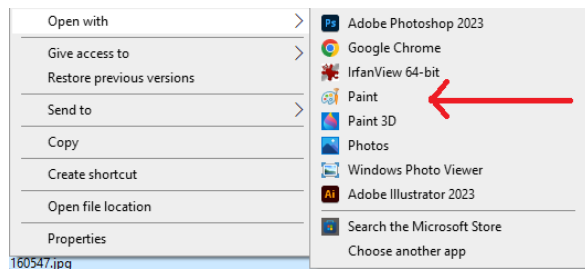 Open with
Give access to
Restore previous versions
Send to
Copy
Create shortcut
Open file location
Properties
160547.jpg
Ps Adobe Photoshop 2023
Google Chrome
IrfanView 64-bit
Paint
Paint 3D
Photos
Windows Photo Viewer
Ai Adobe Illustrator 2023
Search the Microsoft Store
Choose another app